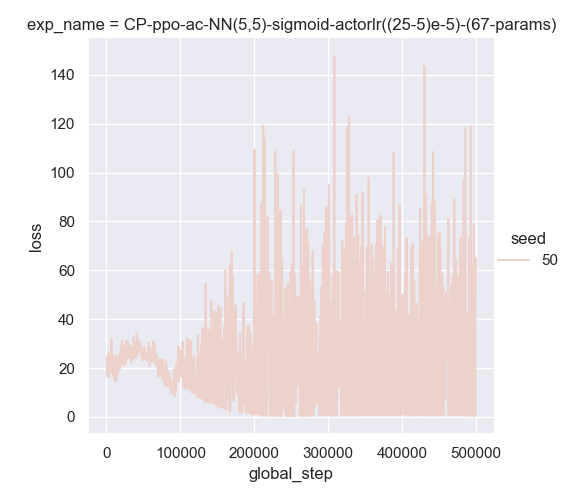 exp_name = CP-ppo-ac-NN(5,5)-sigmoid-actorlr((25-5)e-5)-(67-params)
140
120
100
80
60
40
20
0
loss
0 100000 200000 300000 400000 500000
global_step
seed
50